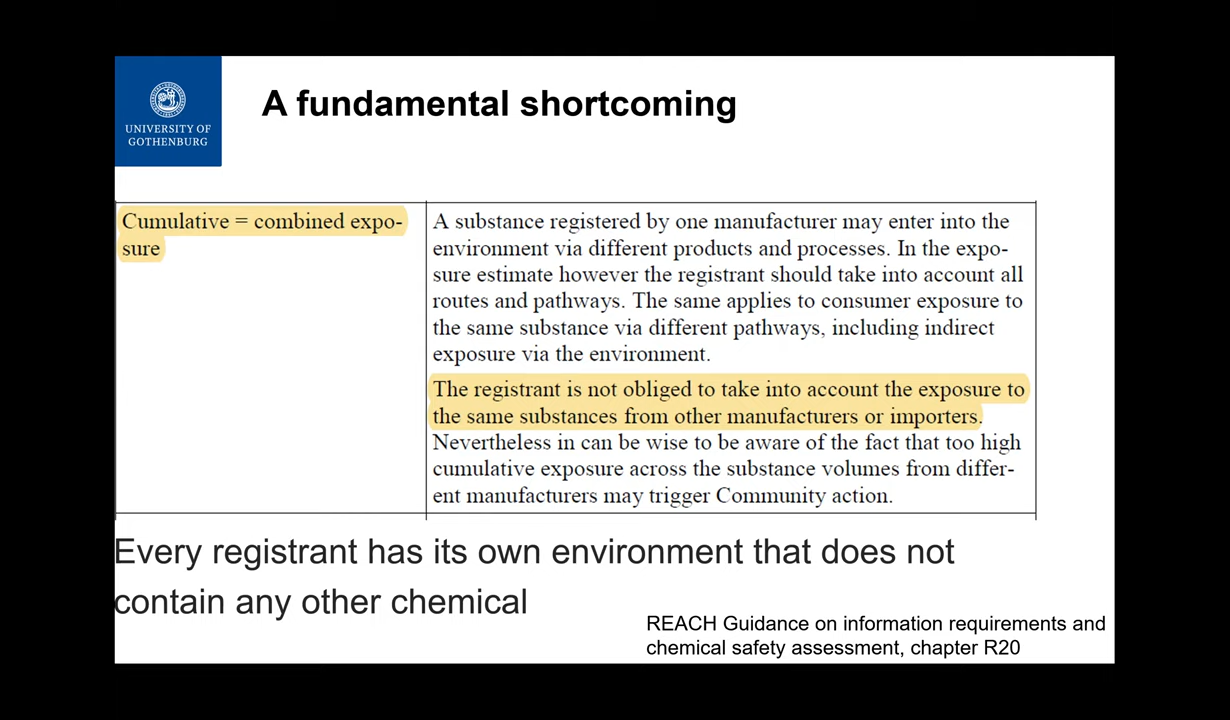 UNIVERSITY OF
GOTHENBURG
A fundamental shortcoming
Cumulative = combined expo-
sure
A substance registered by one manufacturer may enter into the
environment via different products and processes. In the expo-
sure estimate however the registrant should take into account all
routes and pathways. The same applies to consumer exposure to
the same substance via different pathways, including indirect
exposure via the environment.
The registrant is not obliged to take into account the exposure to
the same substances from other manufacturers or importers.
Nevertheless in can be wise to be aware of the fact that too high
cumulative exposure across the substance volumes from differ-
ent manufacturers may trigger Community action.
Every registrant has its own environment that does not
contain any other chemical
REACH Guidance on information requirements and
chemical safety assessment, chapter R20